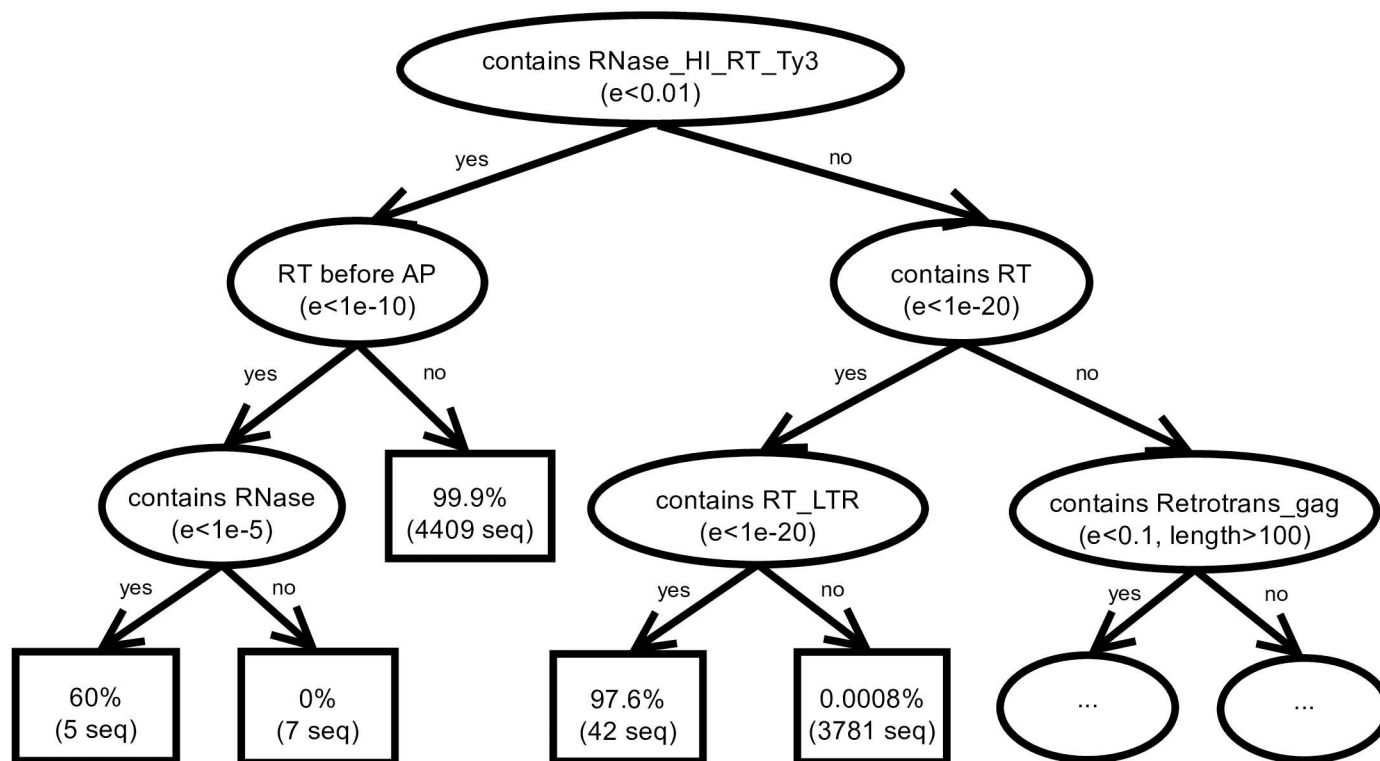 contains RNase_HI_RT_Ty3
(e<0.01)
yes
no
RT before AP
(e<1e-10)
contains RT
(e<1e-20)
yes
no
yes
no
contains RNase
(e<1e-5)
99.9%
(4409 seq)
contains RT_LTR
(e<1e-20)
contains Retrotrans_gag
(e<0.1, length>100)
yes
no
yes
no
yes
no
60%
(5 seq)
0%
(7 seq)
97.6%
(42 seq)
0.0008%
(3781 seq)
...
...